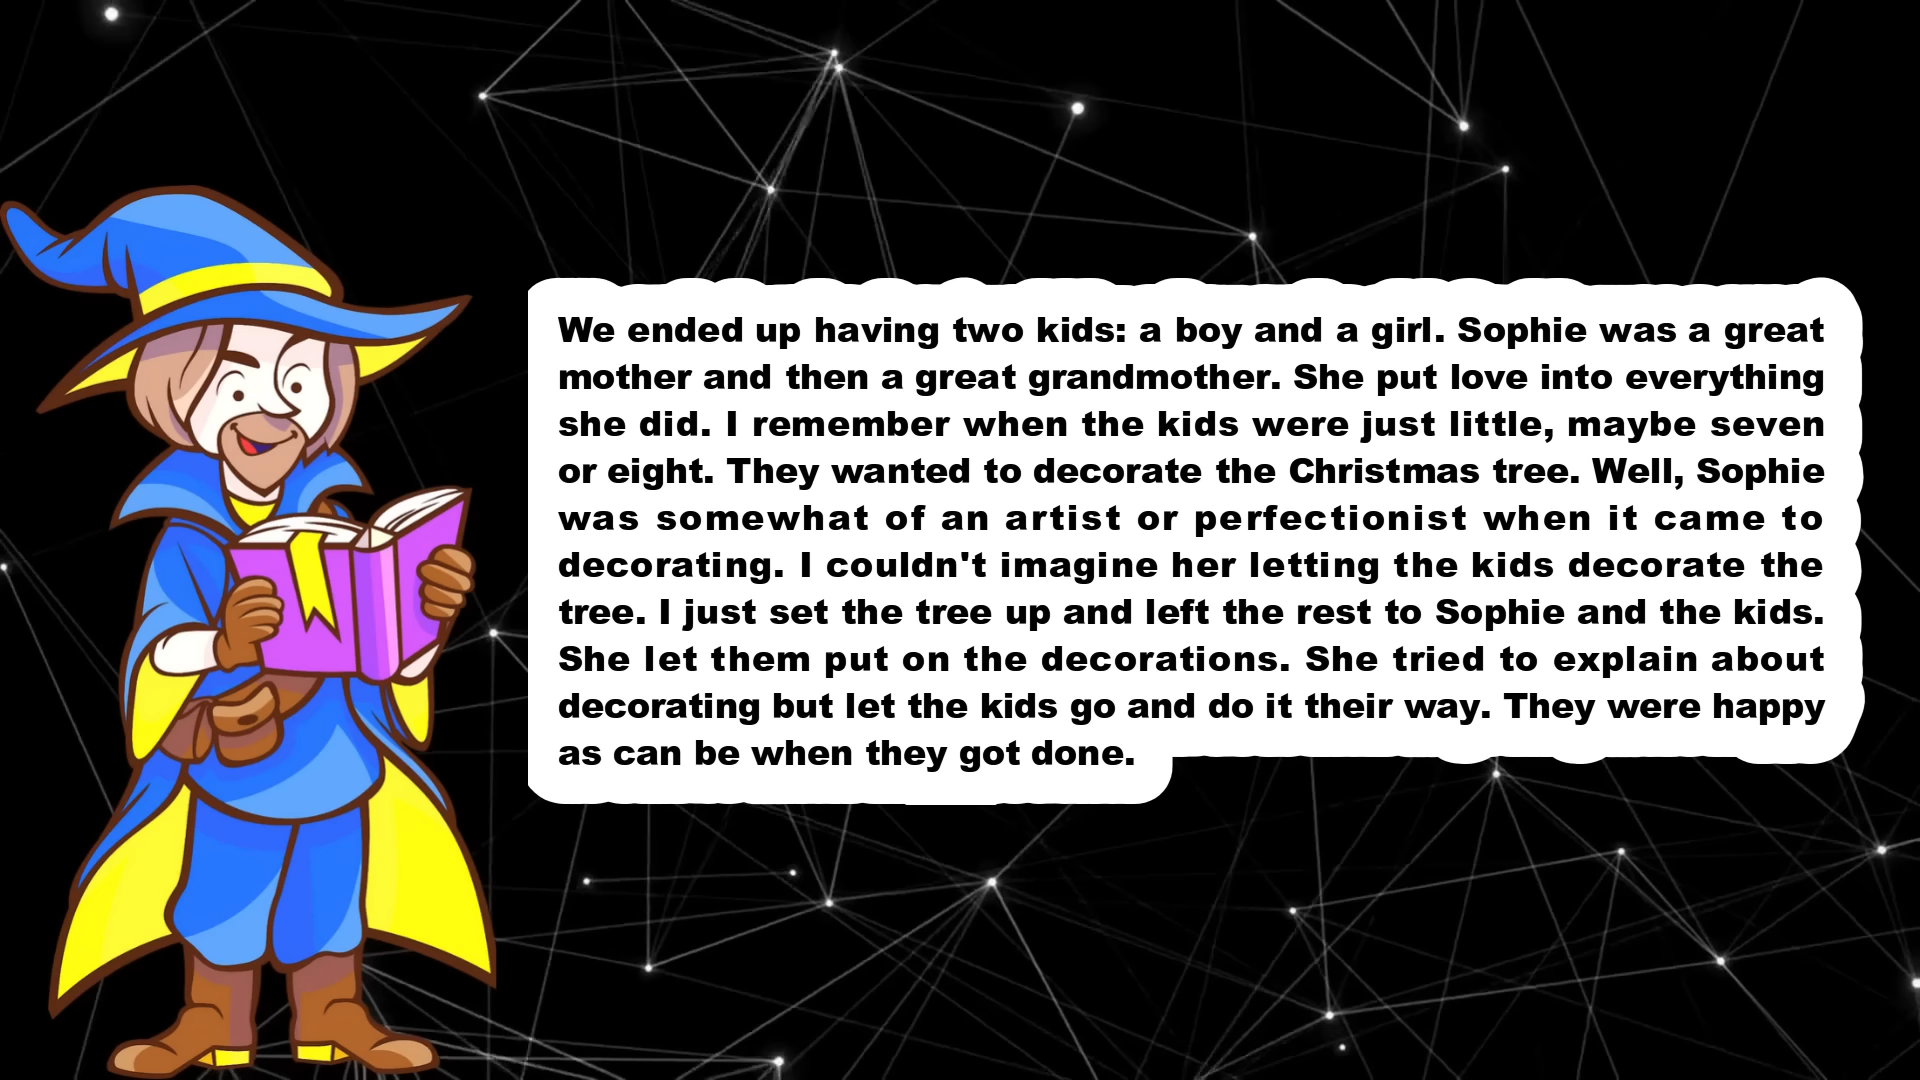 We ended up having two kids: a boy and a girl. Sophie was a great
mother and then a great grandmother. She put love into everything
she did. I remember when the kids were just little, maybe seven
or eight. They wanted to decorate the Christmas tree. Well, Sophie
was somewhat of an artist or perfectionist when it came to
decorating. I couldn't imagine her letting the kids decorate the
tree. I just set the tree up and left the rest to Sophie and the kids.
She let them put on the decorations. She tried to explain about
decorating but let the kids go and do it their way. They were happy
as can be when they got done.